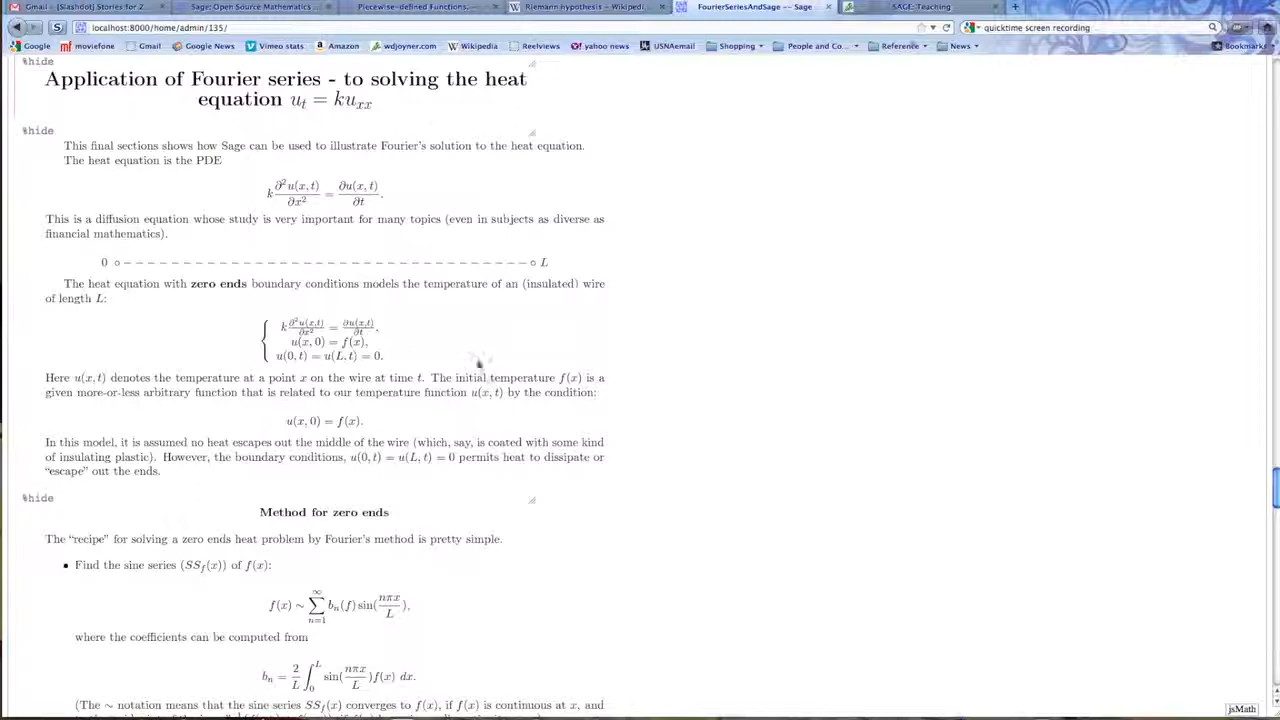 Gmail - [Slashdot] Stories for 2 Sage: Open Source Mathematics Piecewise-defined Functions. Riemann hypothesis - Wikipedi FourierSeriesAndSage -- Sage SAGE: Teaching
localhost:8000/home/admin/135/ quicktime screen recording
Google moviefone Gmail Google News Vimeo stats Amazon wdjoyner.com Wikipedia Reelviews yahoo news USNAemail Shopping People and Co... Reference News Bookmarks
%hide
Application of Fourier series - to solving the heat
equation u_t = ku_{xx}
%hide
This final sections shows how Sage can be used to illustrate Fourier's solution to the heat equation.
The heat equation is the PDE
k ∂²u(x,t)/∂x² = ∂u(x,t)/∂t.
This is a diffusion equation whose study is very important for many topics (even in subjects as diverse as
financial mathematics).
0 L
The heat equation with zero ends boundary conditions models the temperature of an (insulated) wire
of length L:
k ∂²u(x,t)/∂x² = ∂u(x,t)/∂t,
u(x, 0) = f(x),
u(0, t) = u(L, t) = 0.
Here u(x, t) denotes the temperature at a point x on the wire at time t. The initial temperature f(x) is a
given more-or-less arbitrary function that is related to our temperature function u(x, t) by the condition:
u(x, 0) = f(x).
In this model, it is assumed no heat escapes out the middle of the wire (which, say, is coated with some kind
of insulating plastic). However, the boundary conditions, u(0, t) = u(L, t) = 0 permits heat to dissipate or
"escape" out the ends.
%hide
Method for zero ends
The "recipe" for solving a zero ends heat problem by Fourier's method is pretty simple.
• Find the sine series (SS_f(x)) of f(x):
f(x) ∼ ∑_{n=1}^{∞} b_n(f) sin(nπx/L),
where the coefficients can be computed from
b_n = 2/L ∫_0^L sin(nπx/L) f(x) dx.
(The ∼ notation means that the sine series SS_f(x) converges to f(x), if f(x) is continuous at x, and
jsMath